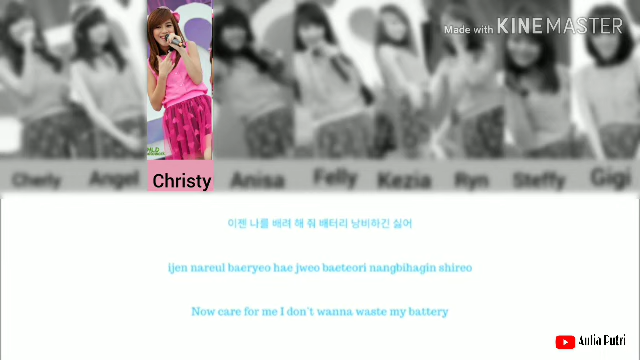 Made with KINEMASTER
Cherly Angel Christy Anisa Felly Kezia Ryn Steffy Gigi
이젠 나를 배려 해 줘 배터리 낭비하긴 싫어
ijen nareul baeryeo hae jweo baeteori nangbihagin shireo
Now care for me I don't wanna waste my battery
Aulia Putri